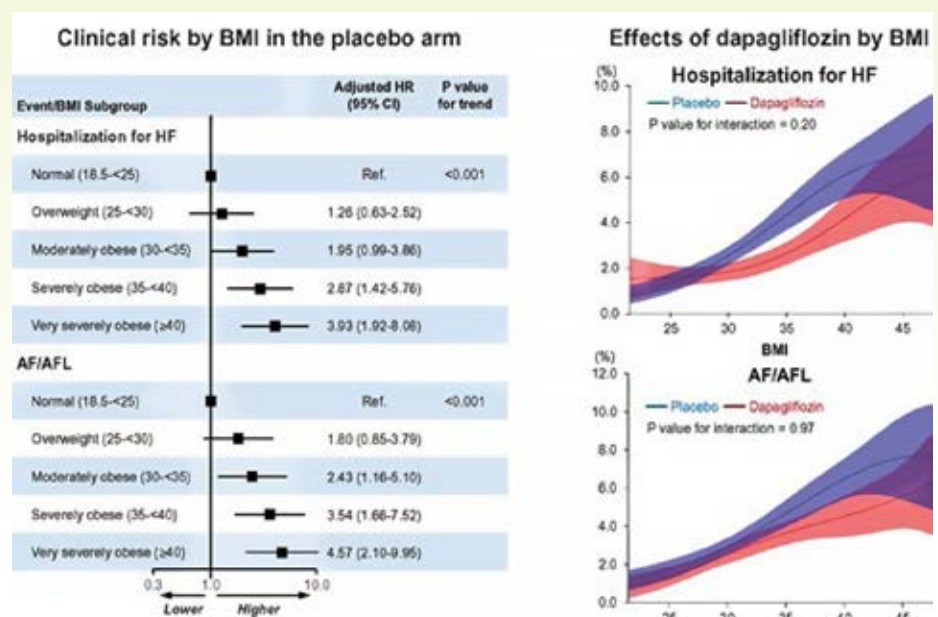 Clinical risk by BMI in the placebo arm
Event/BMI Subgroup Adjusted HR (95% CI) P value for trend
Hospitalization for HF
Normal (18.5-<25) Ref. <0.001
Overweight (25-<30) 1.26 (0.63-2.52)
Moderately obese (30-<35) 1.95 (0.99-3.86)
Severely obese (35-<40) 2.87 (1.42-5.76)
Very severely obese (≥40) 3.93 (1.92-8.08)
AF/AFL
Normal (18.5-<25) Ref. <0.001
Overweight (25-<30) 1.80 (0.85-3.79)
Moderately obese (30-<35) 2.43 (1.16-5.10)
Severely obese (35-<40) 3.54 (1.66-7.52)
Very severely obese (≥40) 4.57 (2.10-9.95)
0.3 1.0 10.0
Lower Higher
Effects of dapagliflozin by BMI
(%) Hospitalization for HF
10.0
Placebo Dapagliflozin
P value for interaction = 0.20
8.0
6.0
4.0
2.0
0.0
25 30 35 40 45
BMI
(%) AF/AFL
12.0
Placebo Dapagliflozin
10.0
P value for interaction = 0.97
8.0
6.0
4.0
2.0
0.0
25 30 35 40 45